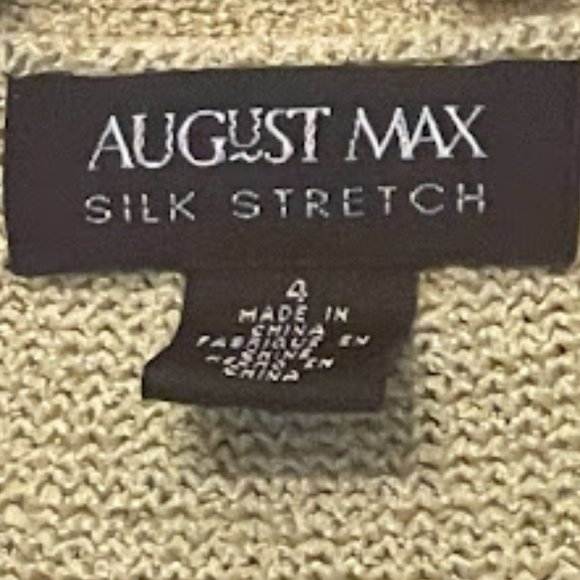 AUGUST MAX
SILK STRETCH
4
MADE IN
CHINA
FABRIQUE EN
CHINE
HECHO EN
CHINA